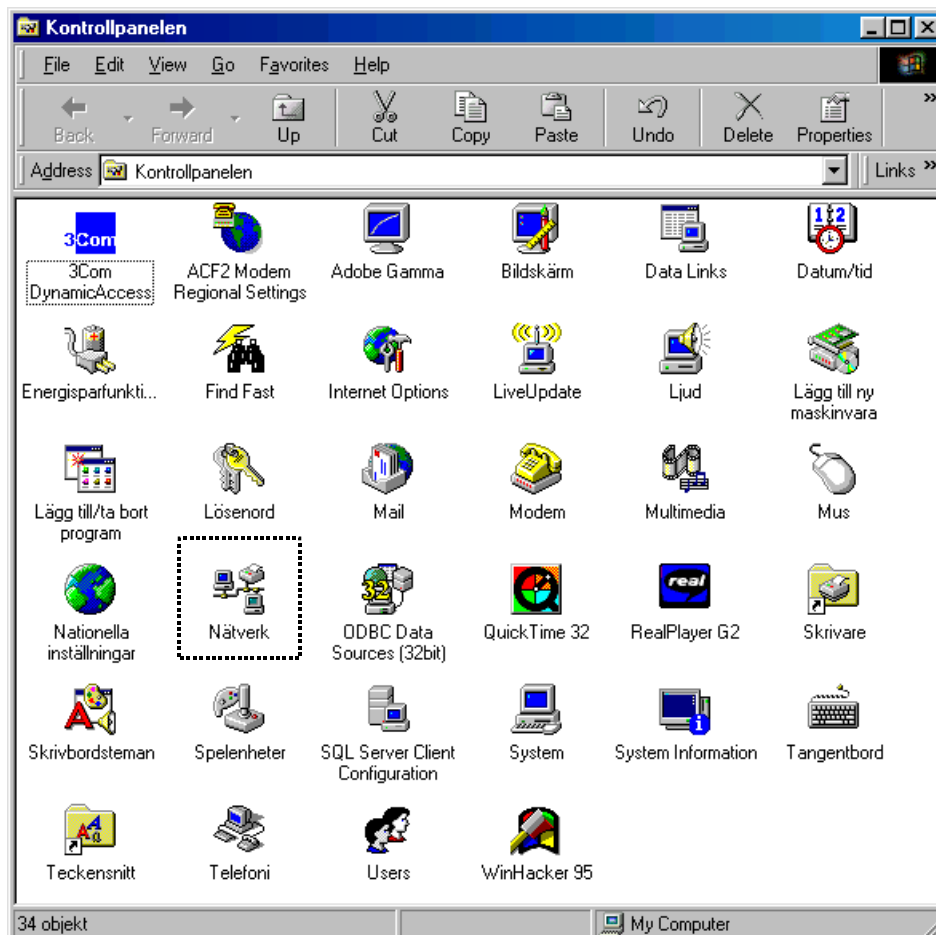 Kontrollpanelen
File Edit View Go Favorites Help
Back Forward Up Cut Copy Paste Undo Delete Properties »
Address Kontrollpanelen Links »
3Com
3Com
DynamicAccess
ACF2 Modem
Regional Settings
Adobe Gamma
Bildskärm
Data Links
12
Datum/tid
Energisparfunkti...
Find Fast
Internet Options
LiveUpdate
Ljud
Lägg till ny
maskinvara
Lägg till/ta bort
program
Lösenord
Mail
Modem
Multimedia
Mus
Nationella
inställningar
Nätverk
32
ODBC Data
Sources (32bit)
QuickTime 32
real
RealPlayer G2
Skrivare
Skrivbordsteman
Spelenheter
SQL Server Client
Configuration
System
System Information
Tangentbord
Teckensnitt
Telefoni
Users
WinHacker 95
34 objekt My Computer